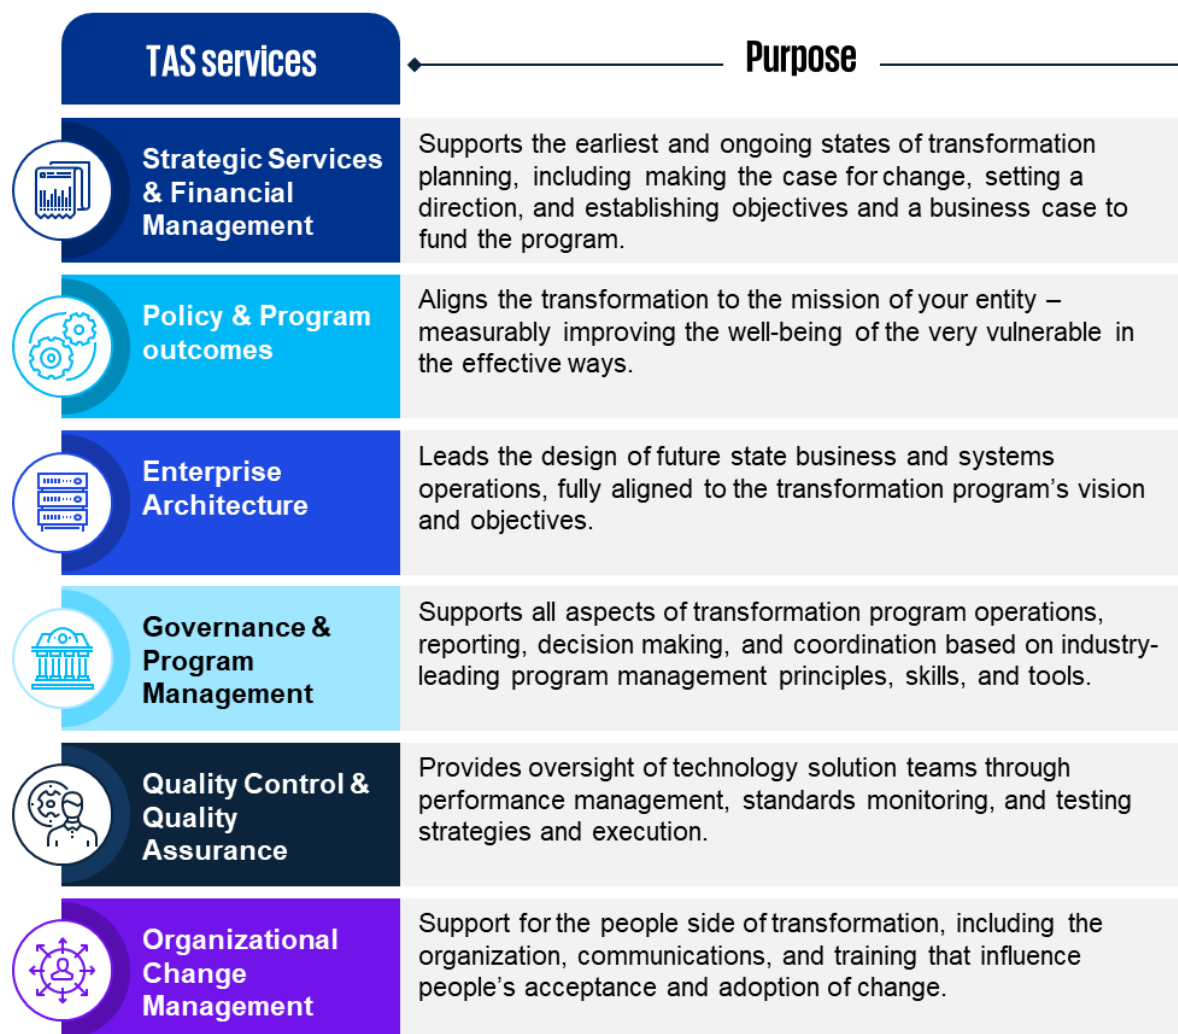 TAS services
Purpose
Strategic Services
& Financial
Management
Supports the earliest and ongoing states of transformation
planning, including making the case for change, setting a
direction, and establishing objectives and a business case to
fund the program.
Policy & Program
outcomes
Aligns the transformation to the mission of your entity –
measurably improving the well-being of the very vulnerable in
the effective ways.
Enterprise
Architecture
Leads the design of future state business and systems
operations, fully aligned to the transformation program’s vision
and objectives.
Governance &
Program
Management
Supports all aspects of transformation program operations,
reporting, decision making, and coordination based on industry-
leading program management principles, skills, and tools.
Quality Control &
Quality
Assurance
Provides oversight of technology solution teams through
performance management, standards monitoring, and testing
strategies and execution.
Organizational
Change
Management
Support for the people side of transformation, including the
organization, communications, and training that influence
people’s acceptance and adoption of change.